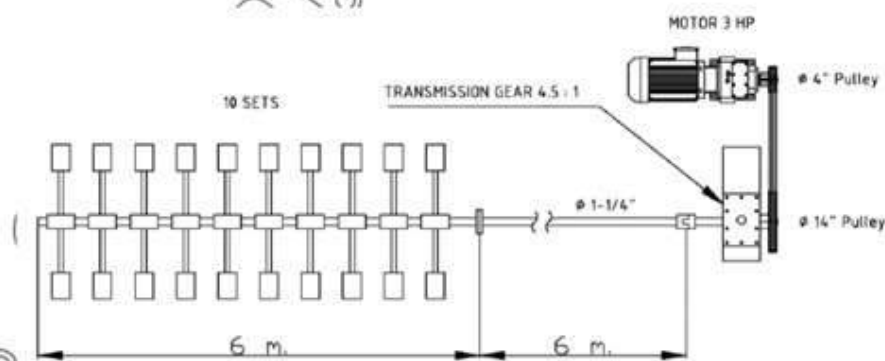 MOTOR 3 HP
ø 4" Pulley
TRANSMISSION GEAR 4.5 : 1
10 SETS
ø 1-1/4"
ø 14" Pulley
6 m.
6 m.